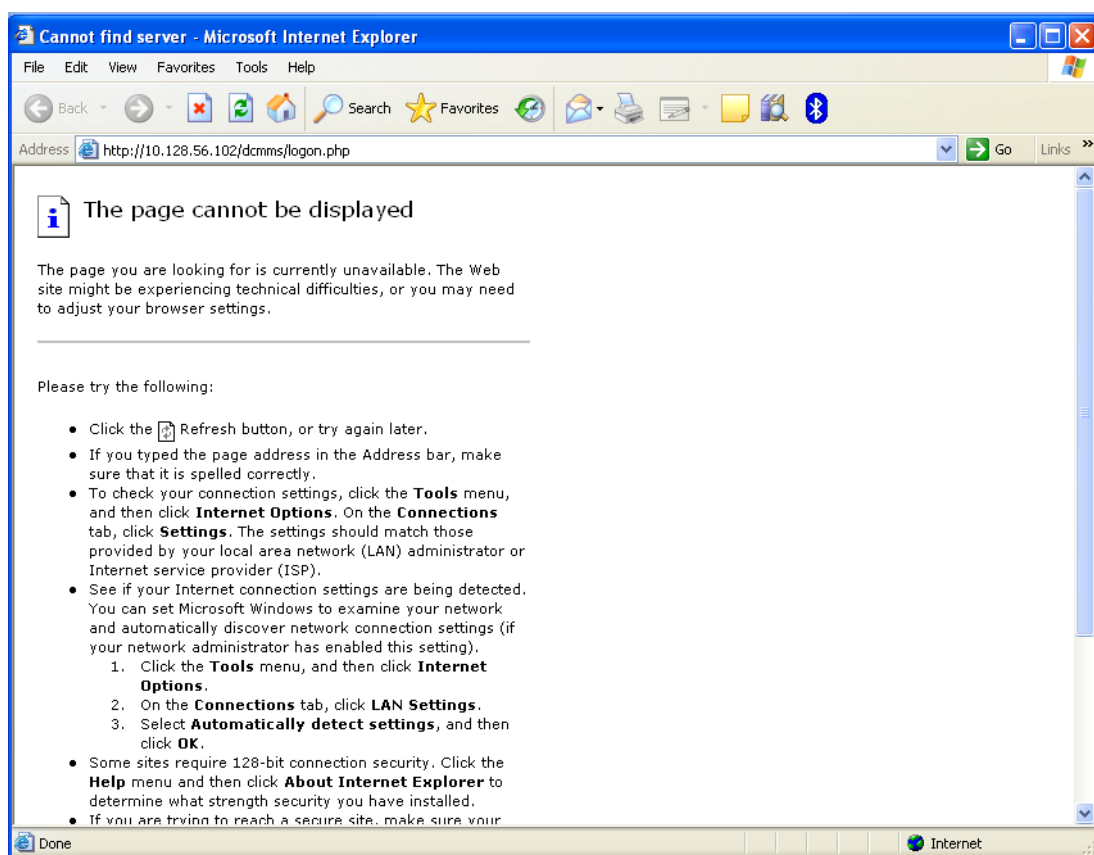 Cannot find server - Microsoft Internet Explorer
File Edit View Favorites Tools Help
Back Search Favorites
Address http://10.128.56.102/dcmms/logon.php Go Links »
The page cannot be displayed
The page you are looking for is currently unavailable. The Web
site might be experiencing technical difficulties, or you may need
to adjust your browser settings.
Please try the following:
• Click the Refresh button, or try again later.
• If you typed the page address in the Address bar, make
sure that it is spelled correctly.
• To check your connection settings, click the Tools menu,
and then click Internet Options. On the Connections
tab, click Settings. The settings should match those
provided by your local area network (LAN) administrator or
Internet service provider (ISP).
• See if your Internet connection settings are being detected.
You can set Microsoft Windows to examine your network
and automatically discover network connection settings (if
your network administrator has enabled this setting).
1. Click the Tools menu, and then click Internet
Options.
2. On the Connections tab, click LAN Settings.
3. Select Automatically detect settings, and then
click OK.
• Some sites require 128-bit connection security. Click the
Help menu and then click About Internet Explorer to
determine what strength security you have installed.
• If you are trying to reach a secure site, make sure your
Done Internet